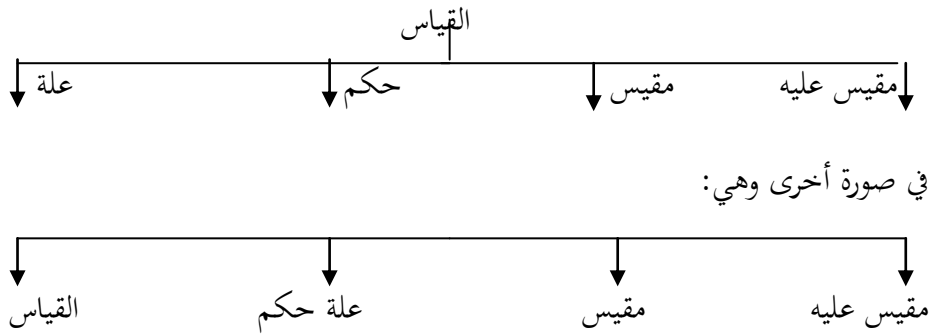 القياس
مقيس عليه مقيس حكم علة
في صورة أخرى وهي:
مقيس عليه مقيس علة حكم القياس